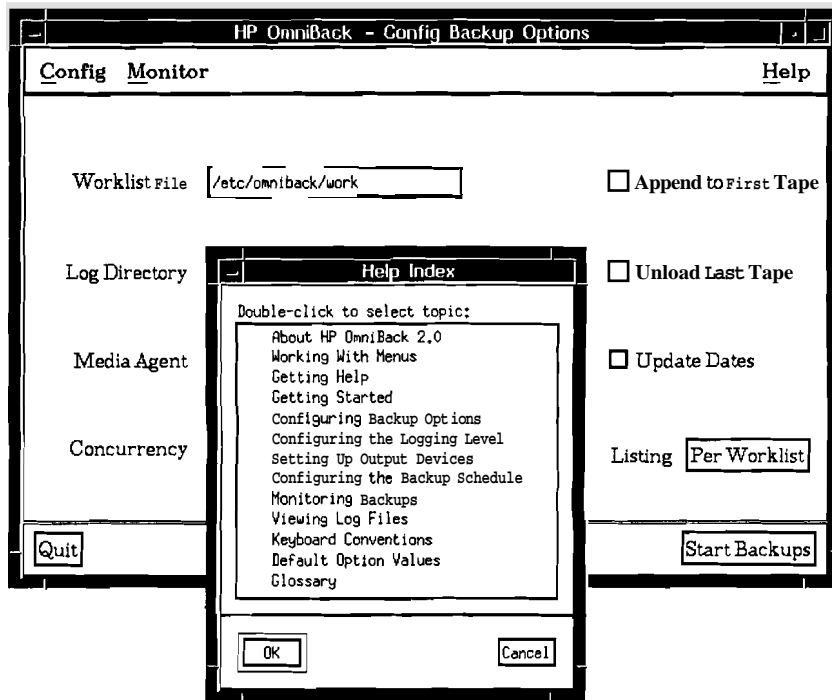 HP OmniBack - Config Backup Options
Config Monitor Help
Worklist File /etc/omniback/work
Append to First Tape
Log Directory
Unload Last Tape
Media Agent
Update Dates
Concurrency
Listing Per Worklist
Quit
Start Backups
Help Index
Double-click to select topic:
About HP OmniBack 2.0
Working With Menus
Getting Help
Getting Started
Configuring Backup Options
Configuring the Logging Level
Setting Up Output Devices
Configuring the Backup Schedule
Monitoring Backups
Viewing Log Files
Keyboard Conventions
Default Option Values
Glossary
OK
Cancel